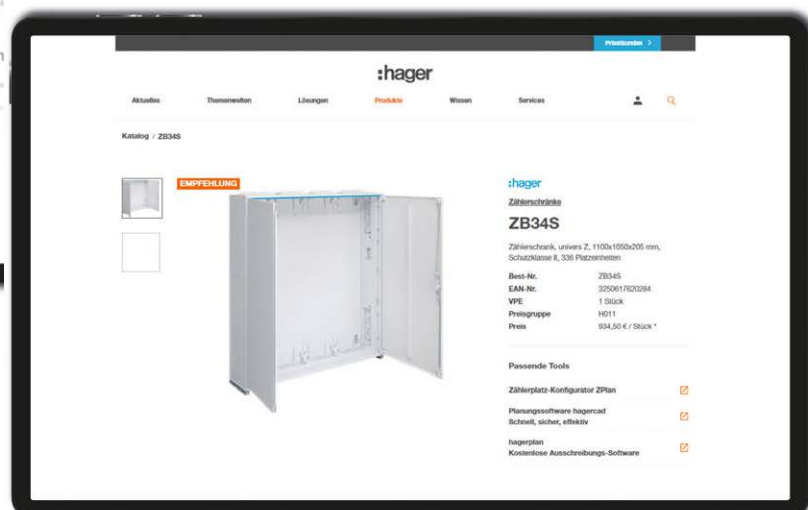 Privatkunden >
:hager
Aktuelles Themenwelten Lösungen Produkte Wissen Services
Katalog / ZB34S
EMPFEHLUNG
:hager
Zählerschränke
ZB34S
Zählerschrank, univers Z, 1100x1050x205 mm,
Schutzklasse II, 336 Platzeinheiten
Best-Nr. ZB34S
EAN-Nr. 3250617620284
VPE 1 Stück
Preisgruppe H011
Preis 934,50 € / Stück *
Passende Tools
Zählerplatz-Konfigurator ZPlan
Planungssoftware hagercad
Schnell, sicher, effektiv
hagerplan
Kostenlose Ausschreibungs-Software